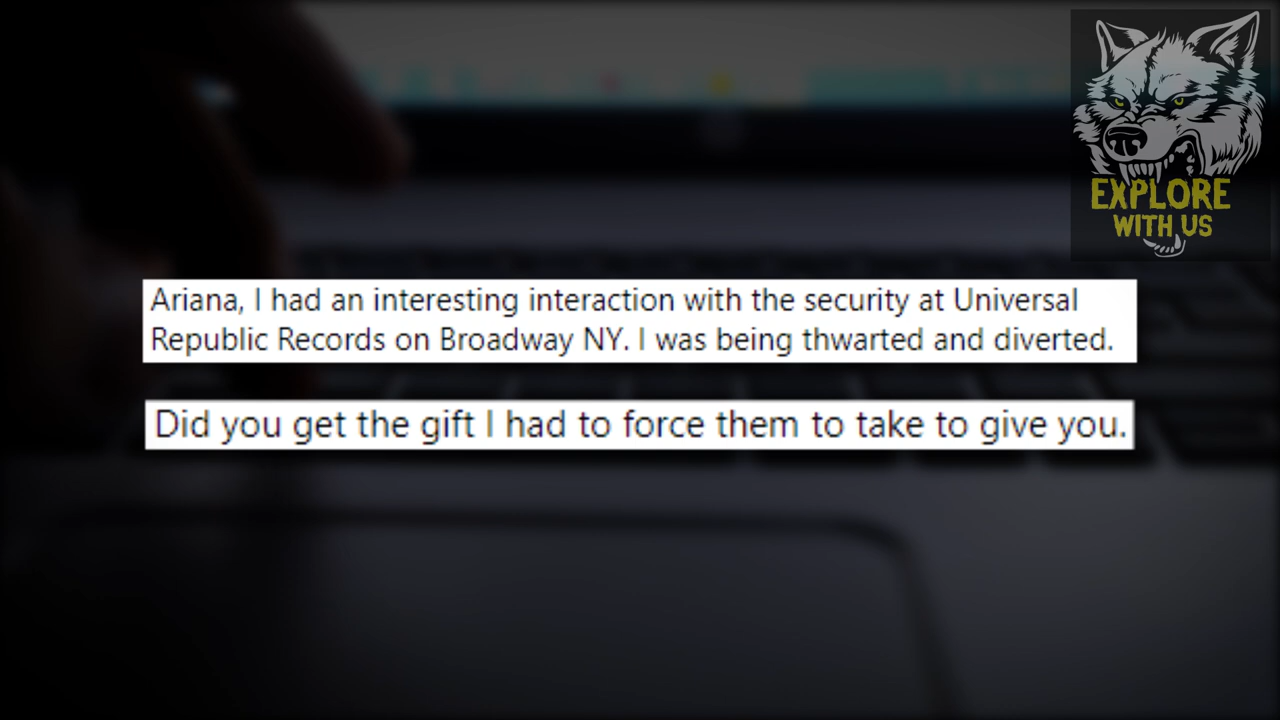 EXPLORE
WITH US
Ariana, I had an interesting interaction with the security at Universal
Republic Records on Broadway NY. I was being thwarted and diverted.
Did you get the gift I had to force them to take to give you.